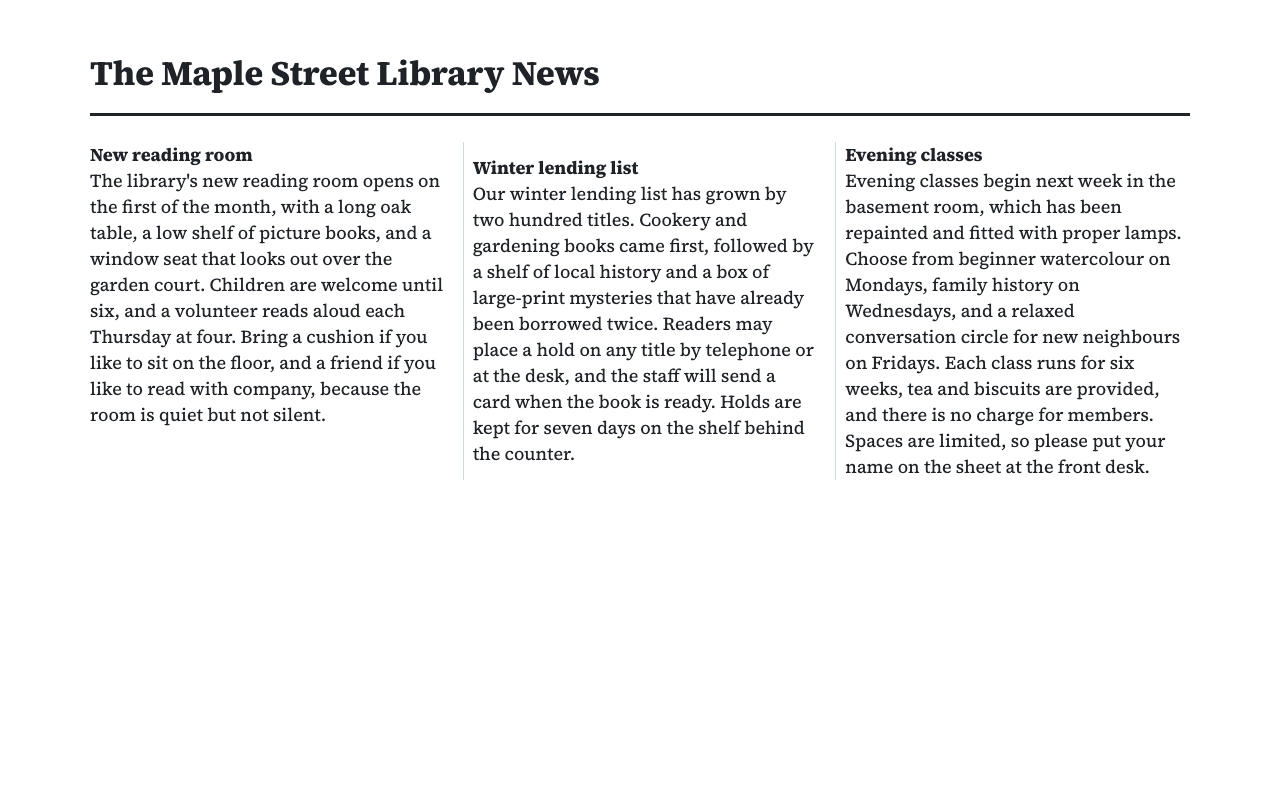 The Maple Street Library News
New reading room
The library's new reading room opens on
the first of the month, with a long oak
table, a low shelf of picture books, and a
window seat that looks out over the
garden court. Children are welcome until
six, and a volunteer reads aloud each
Thursday at four. Bring a cushion if you
like to sit on the floor, and a friend if you
like to read with company, because the
room is quiet but not silent.
Winter lending list
Our winter lending list has grown by
two hundred titles. Cookery and
gardening books came first, followed by
a shelf of local history and a box of
large-print mysteries that have already
been borrowed twice. Readers may
place a hold on any title by telephone or
at the desk, and the staff will send a
card when the book is ready. Holds are
kept for seven days on the shelf behind
the counter.
Evening classes
Evening classes begin next week in the
basement room, which has been
repainted and fitted with proper lamps.
Choose from beginner watercolour on
Mondays, family history on
Wednesdays, and a relaxed
conversation circle for new neighbours
on Fridays. Each class runs for six
weeks, tea and biscuits are provided,
and there is no charge for members.
Spaces are limited, so please put your
name on the sheet at the front desk.